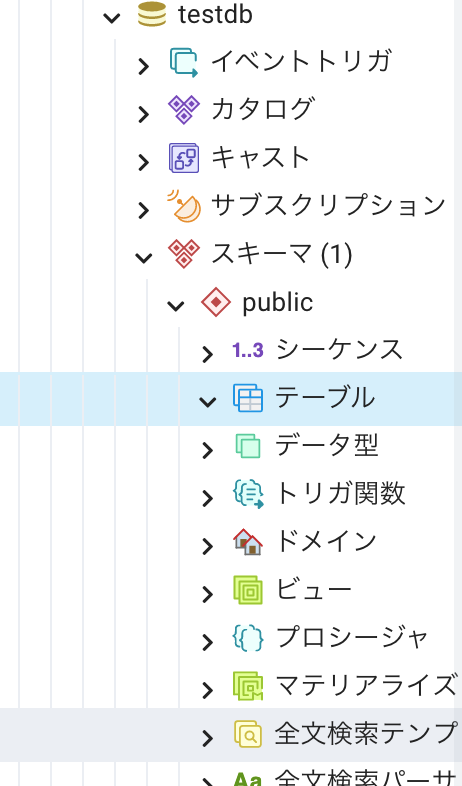 testdb
イベントトリガ
カタログ
キャスト
サブスクリプション
スキーマ (1)
public
1..3 シーケンス
テーブル
データ型
トリガ関数
ドメイン
ビュー
プロシージャ
マテリアライズ
全文検索テンプ
Aa 全文検索パーサ